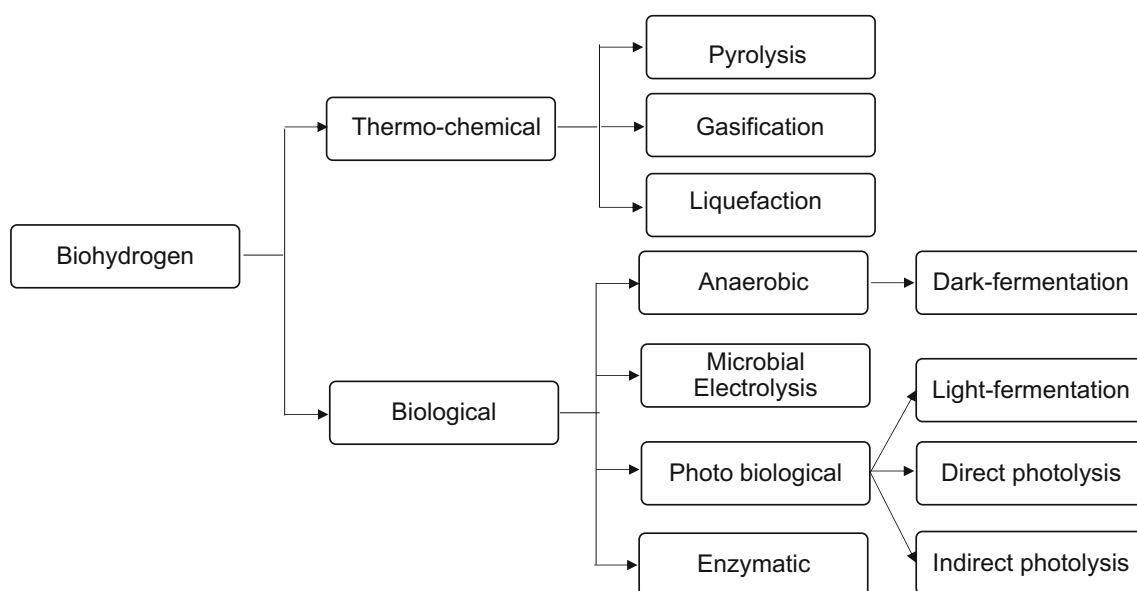 Pyrolysis
Thermo-chemical
Gasification
Liquefaction
Biohydrogen
Anaerobic
Dark-fermentation
Microbial
Electrolysis
Light-fermentation
Biological
Photo biological
Direct photolysis
Enzymatic
Indirect photolysis